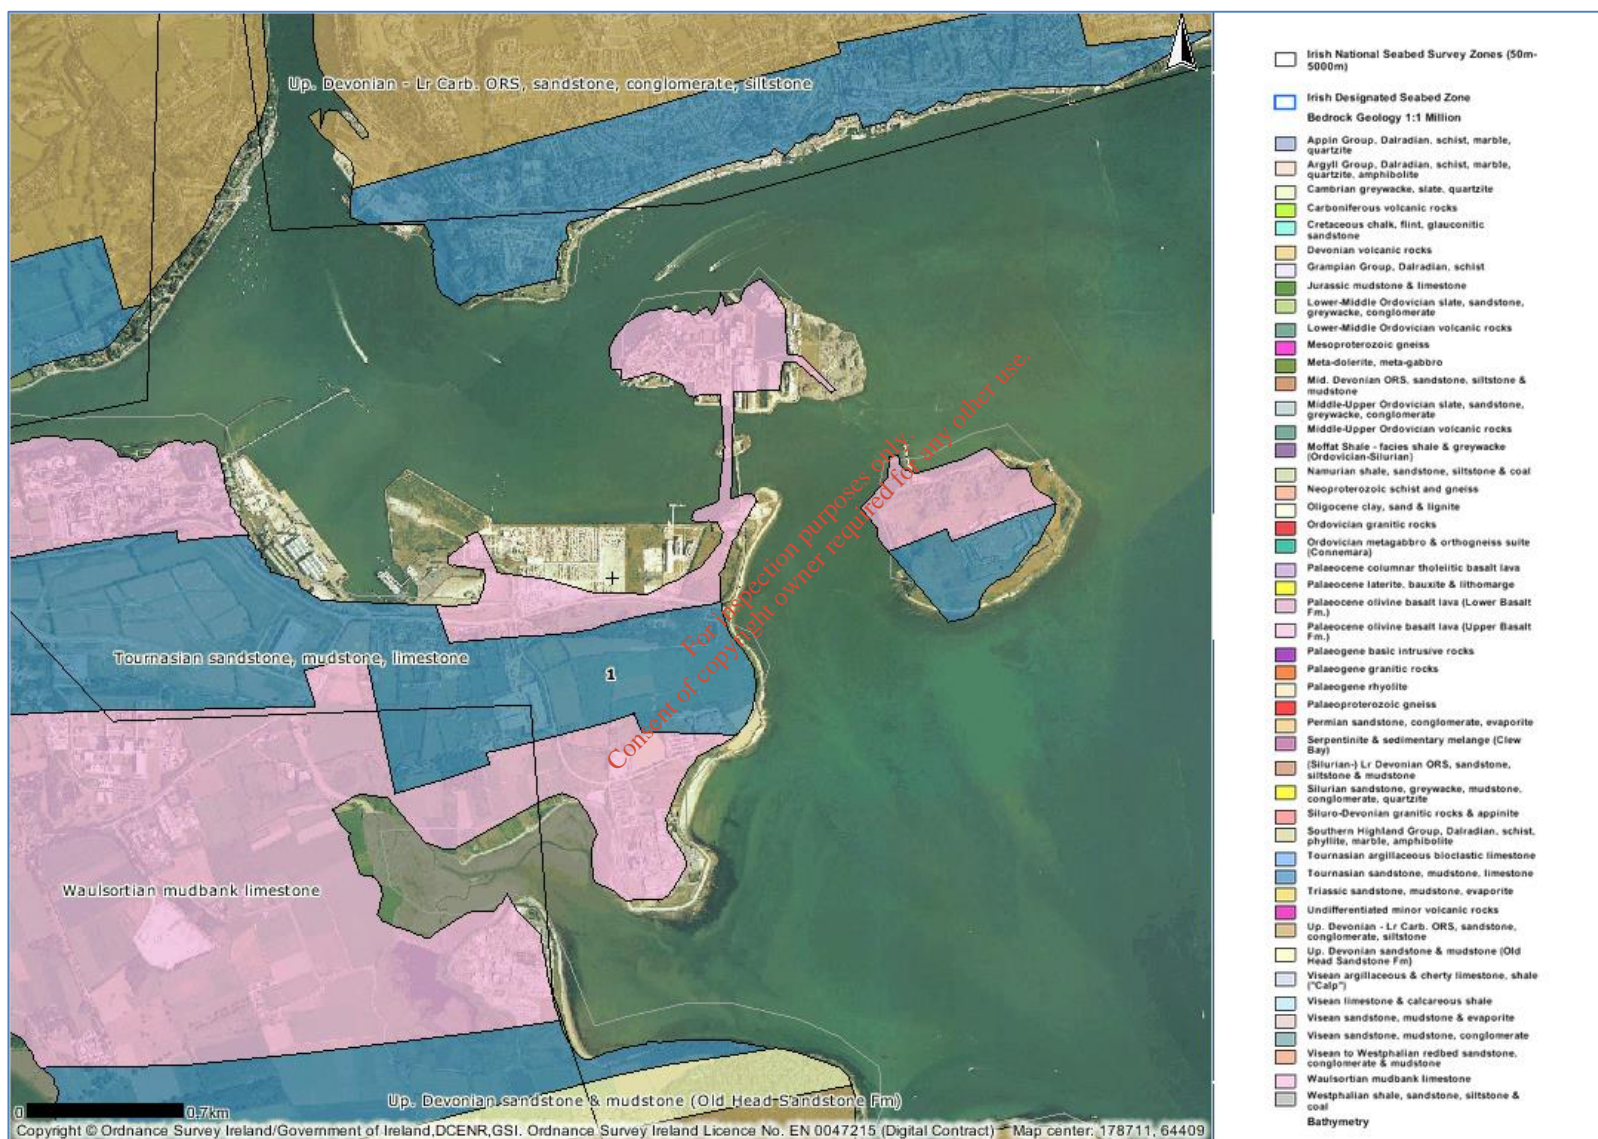 Up. Devonian - Lr Carb. ORS, sandstone, conglomerate, siltstone
For inspection purposes only.
Consent of copyright owner required for any other use.
Tournasian sandstone, mudstone, limestone
1
Waulsortian mudbank limestone
Up. Devonian sandstone & mudstone (Old Head Sandstone Fm)
0 0.7km
Copyright © Ordnance Survey Ireland/Government of Ireland,DCENR,GSI. Ordnance Survey Ireland Licence No. EN 0047215 (Digital Contract) Map center: 178711, 64409
Irish National Seabed Survey Zones (50m-
5000m)
Irish Designated Seabed Zone
Bedrock Geology 1:1 Million
Appin Group, Dalradian, schist, marble,
quartzite
Argyll Group, Dalradian, schist, marble,
quartzite, amphibolite
Cambrian greywacke, slate, quartzite
Carboniferous volcanic rocks
Cretaceous chalk, flint, glauconitic
sandstone
Devonian volcanic rocks
Grampian Group, Dalradian, schist
Jurassic mudstone & limestone
Lower-Middle Ordovician slate, sandstone,
greywacke, conglomerate
Lower-Middle Ordovician volcanic rocks
Mesoproterozoic gneiss
Meta-dolerite, meta-gabbro
Mid. Devonian ORS, sandstone, siltstone &
mudstone
Middle-Upper Ordovician slate, sandstone,
greywacke, conglomerate
Middle-Upper Ordovician volcanic rocks
Moffat Shale - facies shale & greywacke
(Ordovician-Silurian)
Namurian shale, sandstone, siltstone & coal
Neoproterozoic schist and gneiss
Oligocene clay, sand & lignite
Ordovician granitic rocks
Ordovician metagabbro & orthogneiss suite
(Connemara)
Palaeocene columnar tholeiitic basalt lava
Palaeocene laterite, bauxite & lithomarge
Palaeocene olivine basalt lava (Lower Basalt
Fm.)
Palaeocene olivine basalt lava (Upper Basalt
Fm.)
Palaeogene basic intrusive rocks
Palaeogene granitic rocks
Palaeogene rhyolite
Palaeoproterozoic gneiss
Permian sandstone, conglomerate, evaporite
Serpentinite & sedimentary melange (Clew
Bay)
(Silurian-) Lr Devonian ORS, sandstone,
siltstone & mudstone
Silurian sandstone, greywacke, mudstone,
conglomerate, quartzite
Siluro-Devonian granitic rocks & appinite
Southern Highland Group, Dalradian, schist,
phyllite, marble, amphibolite
Tournasian argillaceous bioclastic limestone
Tournasian sandstone, mudstone, limestone
Triassic sandstone, mudstone, evaporite
Undifferentiated minor volcanic rocks
Up. Devonian - Lr Carb. ORS, sandstone,
conglomerate, siltstone
Up. Devonian sandstone & mudstone (Old
Head Sandstone Fm)
Visean argillaceous & cherty limestone, shale
("Calp")
Visean limestone & calcareous shale
Visean sandstone, mudstone & evaporite
Visean sandstone, mudstone, conglomerate
Visean to Westphalian redbed sandstone,
conglomerate & mudstone
Waulsortian mudbank limestone
Westphalian shale, sandstone, siltstone &
coal
Bathymetry